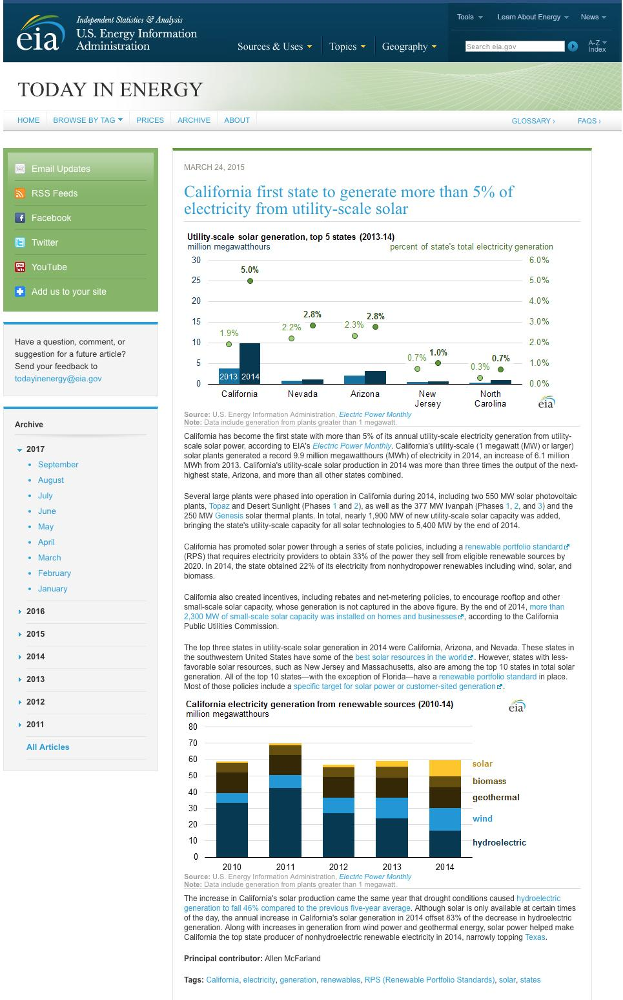 Independent Statistics & Analysis
eia U.S. Energy Information
Administration
Sources & Uses Topics Geography
Tools Learn About Energy News
Search eia.gov A-Z
Index
TODAY IN ENERGY
HOME BROWSE BY TAG PRICES ARCHIVE ABOUT GLOSSARY › FAQS ›
Email Updates
RSS Feeds
Facebook
Twitter
YouTube
Add us to your site
Have a question, comment, or
suggestion for a future article?
Send your feedback to
todayinenergy@eia.gov
Archive
2017
September
August
July
June
May
April
March
February
January
2016
2015
2014
2013
2012
2011
All Articles
MARCH 24, 2015
California first state to generate more than 5% of
electricity from utility-scale solar
Utility-scale solar generation, top 5 states (2013-14)
million megawatthours percent of state's total electricity generation
30 6.0%
25 5.0% 5.0%
20 4.0%
15 1.9% 2.2% 2.8% 2.3% 2.8% 3.0%
10 2.0%
5 0.7% 1.0% 0.3% 0.7% 1.0%
2013 2014
0 0.0%
California Nevada Arizona New North
Jersey Carolina
eia
Source: U.S. Energy Information Administration, Electric Power Monthly
Note: Data include generation from plants greater than 1 megawatt.
California has become the first state with more than 5% of its annual utility-scale electricity generation from utility-
scale solar power, according to EIA's Electric Power Monthly. California's utility-scale (1 megawatt (MW) or larger)
solar plants generated a record 9.9 million megawatthours (MWh) of electricity in 2014, an increase of 6.1 million
MWh from 2013. California's utility-scale solar production in 2014 was more than three times the output of the next-
highest state, Arizona, and more than all other states combined.
Several large plants were phased into operation in California during 2014, including two 550 MW solar photovoltaic
plants, Topaz and Desert Sunlight (Phases 1 and 2), as well as the 377 MW Ivanpah (Phases 1, 2, and 3) and the
250 MW Genesis solar thermal plants. In total, nearly 1,900 MW of new utility-scale solar capacity was added,
bringing the state's utility-scale capacity for all solar technologies to 5,400 MW by the end of 2014.
California has promoted solar power through a series of state policies, including a renewable portfolio standard
(RPS) that requires electricity providers to obtain 33% of the power they sell from eligible renewable sources by
2020. In 2014, the state obtained 22% of its electricity from nonhydropower renewables including wind, solar, and
biomass.
California also created incentives, including rebates and net-metering policies, to encourage rooftop and other
small-scale solar capacity, whose generation is not captured in the above figure. By the end of 2014, more than
2,300 MW of small-scale solar capacity was installed on homes and businesses, according to the California
Public Utilities Commission.
The top three states in utility-scale solar generation in 2014 were California, Arizona, and Nevada. These states in
the southwestern United States have some of the best solar resources in the world. However, states with less-
favorable solar resources, such as New Jersey and Massachusetts, also are among the top 10 states in total solar
generation. All of the top 10 states—with the exception of Florida—have a renewable portfolio standard in place.
Most of those policies include a specific target for solar power or customer-sited generation.
California electricity generation from renewable sources (2010-14)
million megawatthours
eia
80
70
60
50
40
30
20
10
0
solar
biomass
geothermal
wind
hydroelectric
2010 2011 2012 2013 2014
Source: U.S. Energy Information Administration, Electric Power Monthly
Note: Data include generation from plants greater than 1 megawatt.
The increase in California's solar production came the same year that drought conditions caused hydroelectric
generation to fall 46% compared to the previous five-year average. Although solar is only available at certain times
of the day, the annual increase in California's solar generation in 2014 offset 83% of the decrease in hydroelectric
generation. Along with increases in generation from wind power and geothermal energy, solar power helped make
California the top state producer of nonhydroelectric renewable electricity in 2014, narrowly topping Texas.
Principal contributor: Allen McFarland
Tags: California, electricity, generation, renewables, RPS (Renewable Portfolio Standards), solar, states